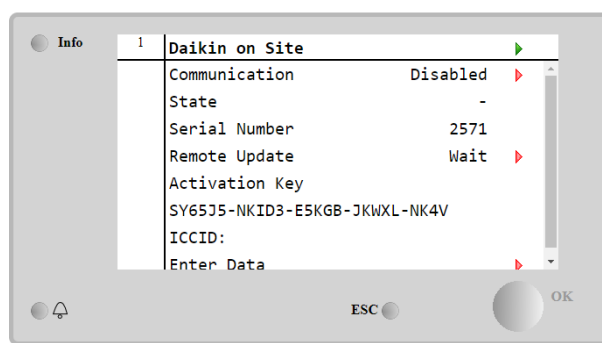 Info
1 Daikin on Site
Communication Disabled
State -
Serial Number 2571
Remote Update Wait
Activation Key
SY65J5-NKID3-E5KGB-JKWXL-NK4V
ICCID:
Enter Data
ESC
OK